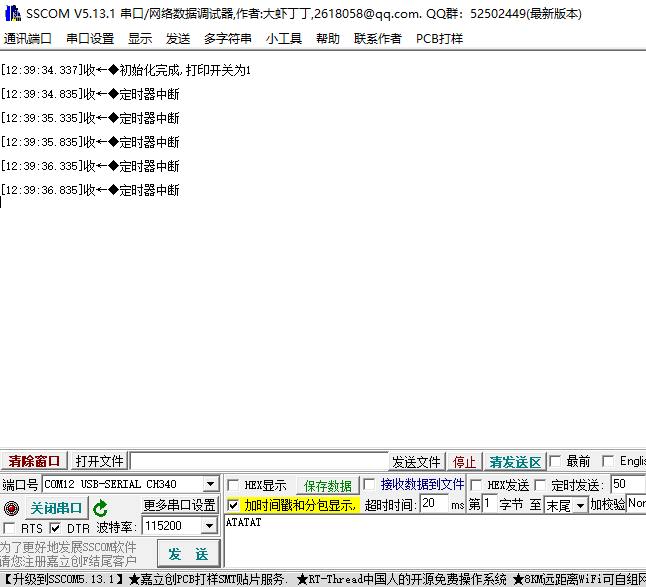 SSCOM V5.13.1 串口/网络数据调试器,作者:大虾丁丁,2618058@qq.com. QQ群: 52502449(最新版本)
通讯端口 串口设置 显示 发送 多字符串 小工具 帮助 联系作者 PCB打样
[12:39:34.337]收←◆初始化完成,打印开关为1
[12:39:34.835]收←◆定时器中断
[12:39:35.335]收←◆定时器中断
[12:39:35.835]收←◆定时器中断
[12:39:36.335]收←◆定时器中断
[12:39:36.835]收←◆定时器中断
清除窗口 打开文件 发送文件 停止 清发送区 最前 Englis
端口号 COM12 USB-SERIAL CH340 HEX显示 保存数据 接收数据到文件 HEX发送 定时发送: 50
关闭串口 更多串口设置 加时间戳和分包显示, 超时时间: 20 ms 第1 字节 至 末尾 加校验 Non
RTS DTR 波特率: 115200 ATATAT
为了更好地发展SSCOM软件
请您注册嘉立创F结尾客户
发 送
【升级到SSCOM5.13.1】★嘉立创PCB打样SMT贴片服务. ★RT-Thread中国人的开源免费操作系统 ★8KM远距离WiFi可自组网